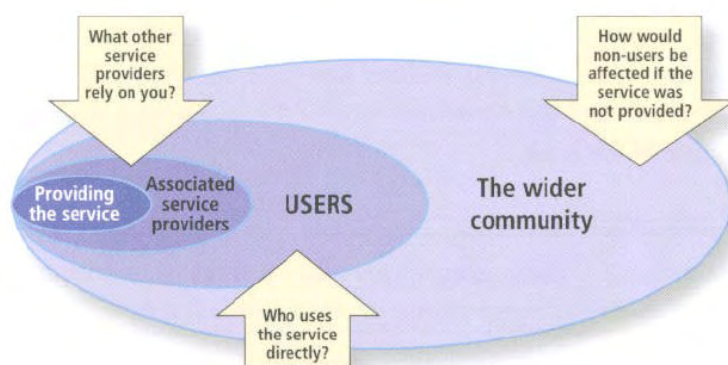 What other
service
providers
rely on you?
How would
non-users be
affected if the
service was
not provided?
Providing
the service
Associated
service
providers
USERS
The wider
community
Who uses
the service
directly?